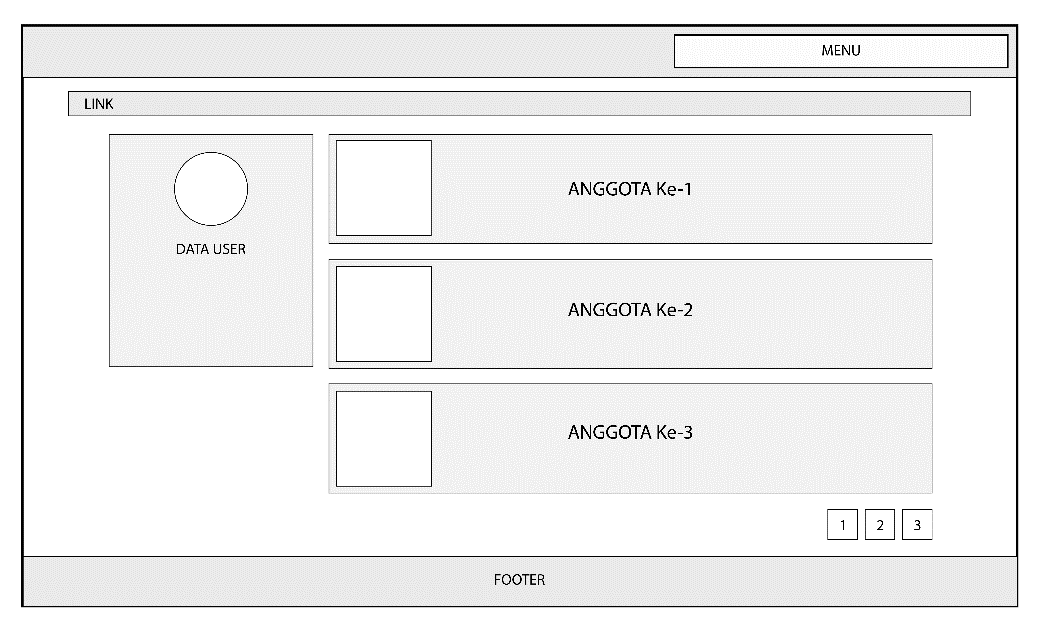 MENU
LINK
DATA USER
ANGGOTA Ke-1
ANGGOTA Ke-2
ANGGOTA Ke-3
1 2 3
FOOTER